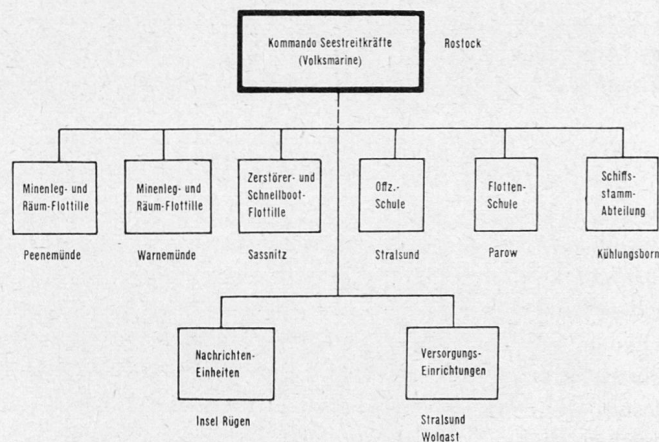 Kommando Seestreitkräfte
(Volksmarine)
Rostock
Minenleg- und
Räum-Flottille
Peenemünde
Minenleg- und
Räum-Flottille
Warnemünde
Zerstörer- und
Schnellboot-
Flottille
Sassnitz
Offz.-
Schule
Stralsund
Flotten-
Schule
Parow
Schiffs-
stamm-
Abteilung
Kühlungsborn
Nachrichten-
Einheiten
Insel Rügen
Versorgungs-
Einrichtungen
Stralsund
Wolgast